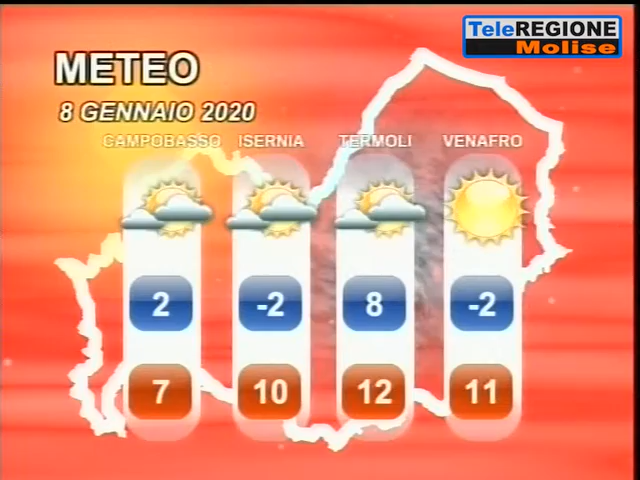 TeleREGIONE
Molise
METEO
8 GENNAIO 2020
CAMPOBASSO ISERNIA TERMOLI VENAFRO
2 -2 8 -2
7 10 12 11